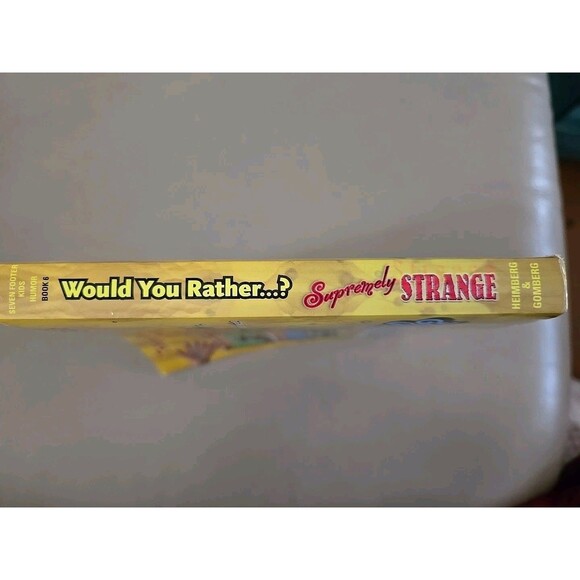 SEVEN FOOTER
KIDS
HUMOR
BOOK 6
Would You Rather...?
Supremely STRANGE
HEIMBERG
&
GOMBERG